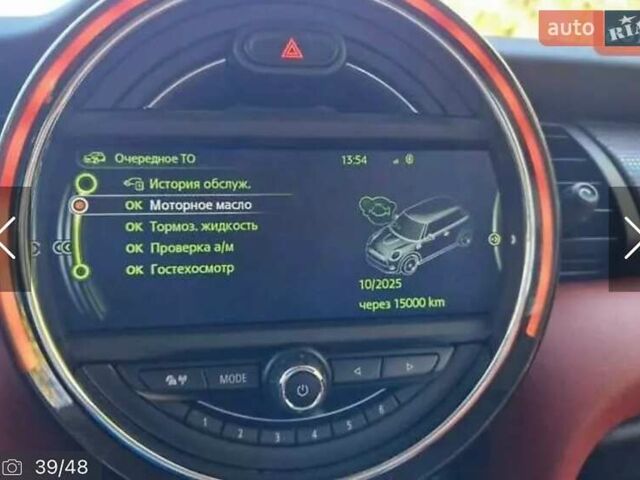 auto RIA
Очередное ТО
13:54
История обслуж.
OK Моторное масло
OK Тормоз. жидкость
OK Проверка а/м
OK Гостехосмотр
10/2025
через 15000 km
MODE
1 2 3 4 5 6
39/48